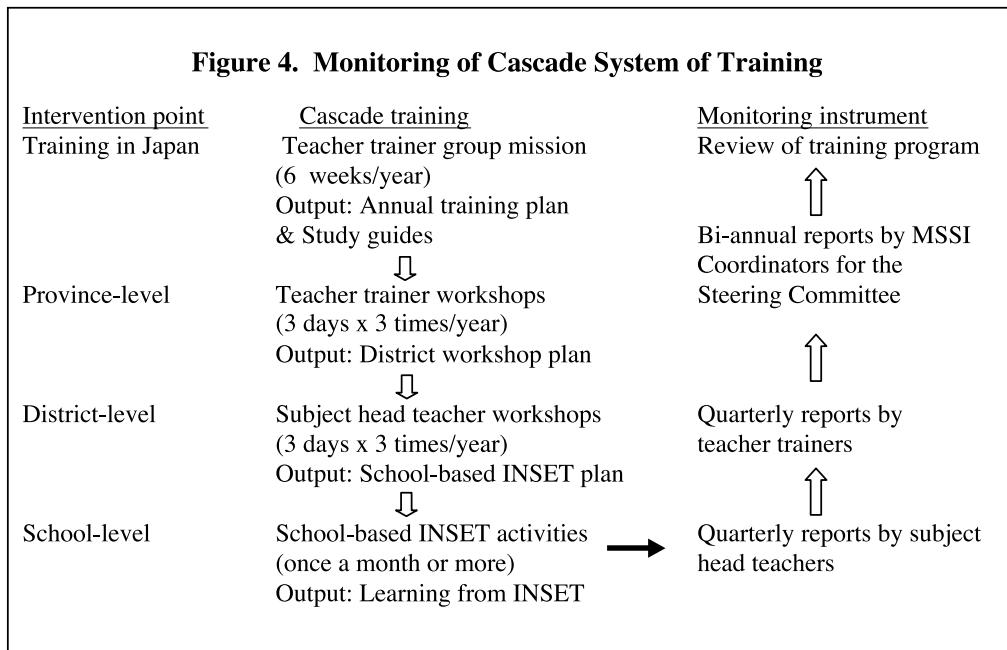 Figure 4. Monitoring of Cascade System of Training
Intervention point
Cascade training
Monitoring instrument
Training in Japan
Teacher trainer group mission
(6 weeks/year)
Output: Annual training plan
& Study guides
Review of training program
Bi-annual reports by MSSI
Coordinators for the
Steering Committee
Province-level
Teacher trainer workshops
(3 days x 3 times/year)
Output: District workshop plan
District-level
Subject head teacher workshops
(3 days x 3 times/year)
Output: School-based INSET plan
Quarterly reports by
teacher trainers
School-level
School-based INSET activities
(once a month or more)
Output: Learning from INSET
Quarterly reports by subject
head teachers